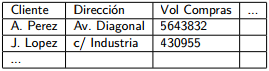 Cliente Dirección Vol Compras ...
A. Perez Av. Diagonal 5643832
J. Lopez c/ Industria 430955
...